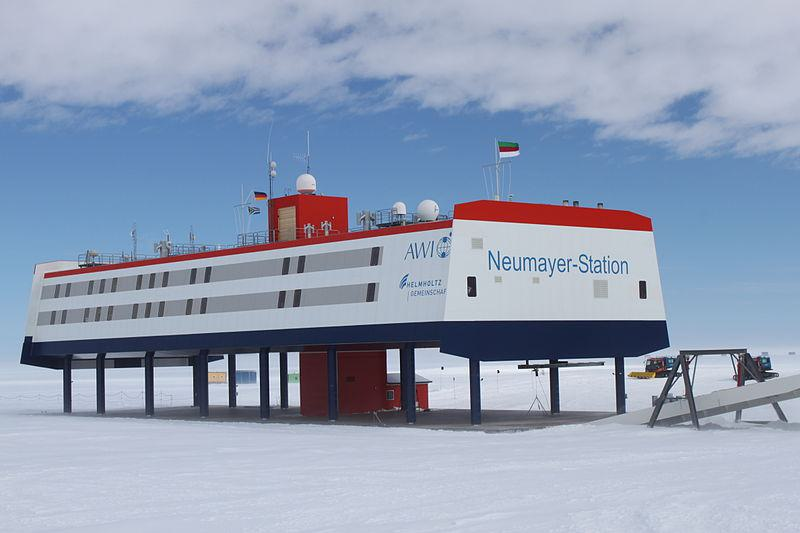 AWI
HELMHOLTZ
GEMEINSCHAF
Neumayer-Station